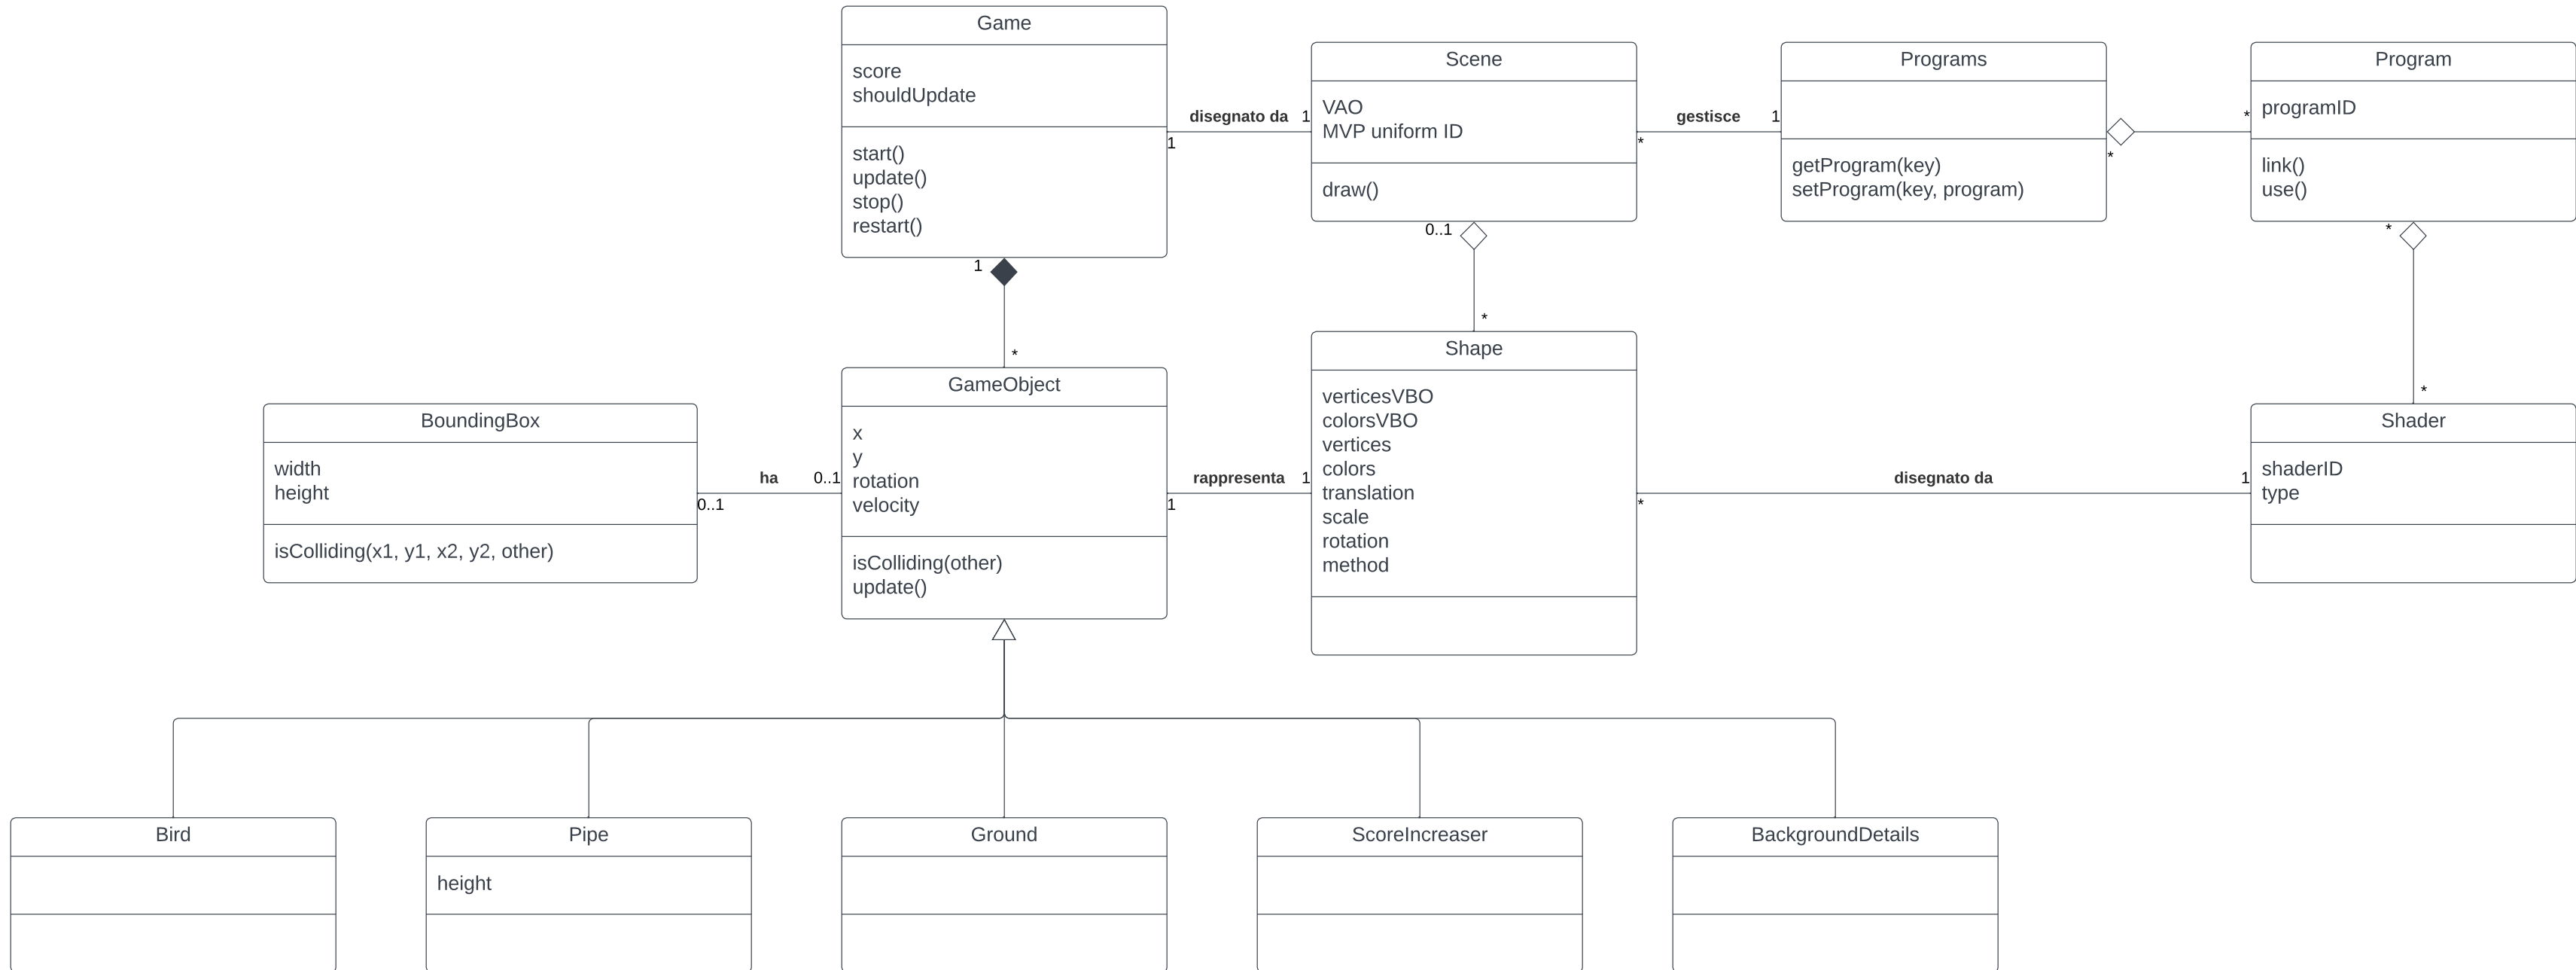 Game
score
shouldUpdate
start()
update()
stop()
restart()
disegnato da
1
1
Scene
VAO
MVP uniform ID
draw()
gestisce
1
*
Programs
getProgram(key)
setProgram(key, program)
*
*
Program
programID
link()
use()
1
*
0..1
*
*
*
BoundingBox
width
height
isColliding(x1, y1, x2, y2, other)
ha
0..1
0..1
GameObject
x
y
rotation
velocity
isColliding(other)
update()
rappresenta
1
1
Shape
verticesVBO
colorsVBO
vertices
colors
translation
scale
rotation
method
disegnato da
1
*
Shader
shaderID
type
Bird
Pipe
height
Ground
ScoreIncreaser
BackgroundDetails